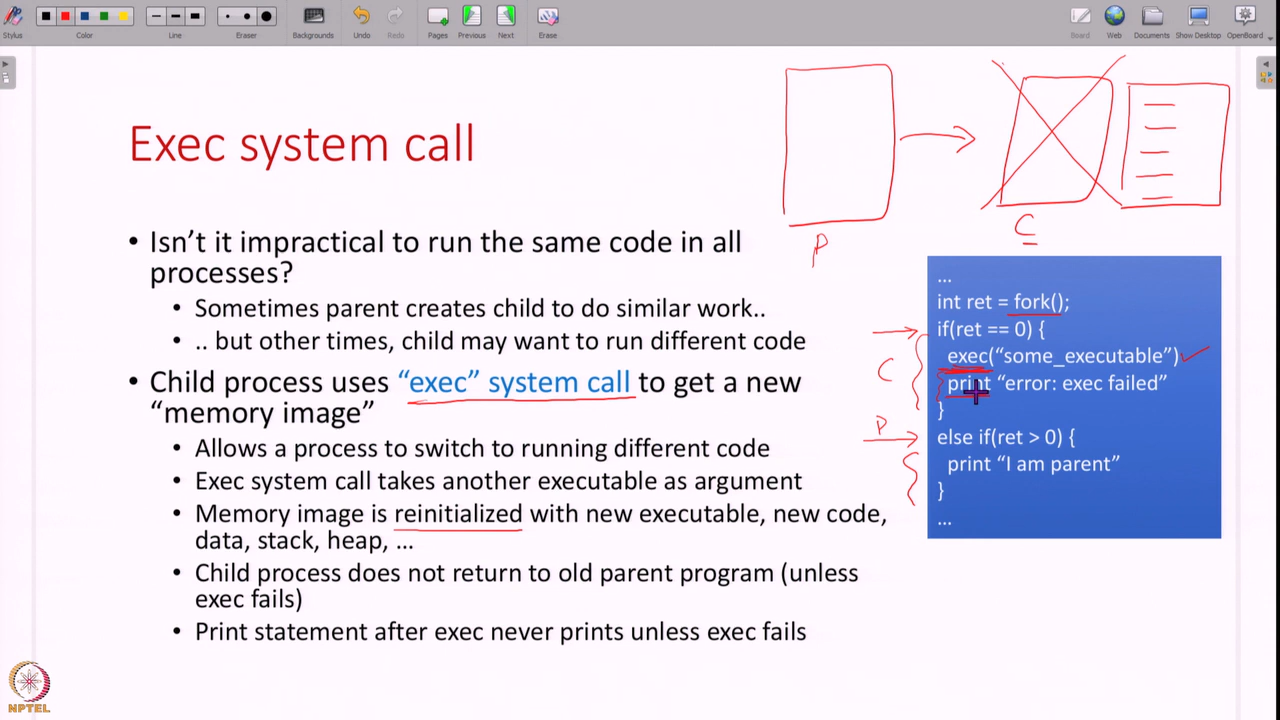 Stylus
Color
Line
Eraser
Backgrounds
Undo
Redo
Pages
Previous
Next
Erase
Board
Web
Documents
Show Desktop
OpenBoard
Exec system call
P
C
• Isn’t it impractical to run the same code in all
processes?
• Sometimes parent creates child to do similar work..
• .. but other times, child may want to run different code
• Child process uses “exec” system call to get a new
“memory image”
• Allows a process to switch to running different code
• Exec system call takes another executable as argument
• Memory image is reinitialized with new executable, new code,
data, stack, heap, ...
• Child process does not return to old parent program (unless
exec fails)
• Print statement after exec never prints unless exec fails
...
int ret = fork();
if(ret == 0) {
exec(“some_executable”)
print “error: exec failed”
}
else if(ret > 0) {
print “I am parent”
}
...
C
P
NPTEL